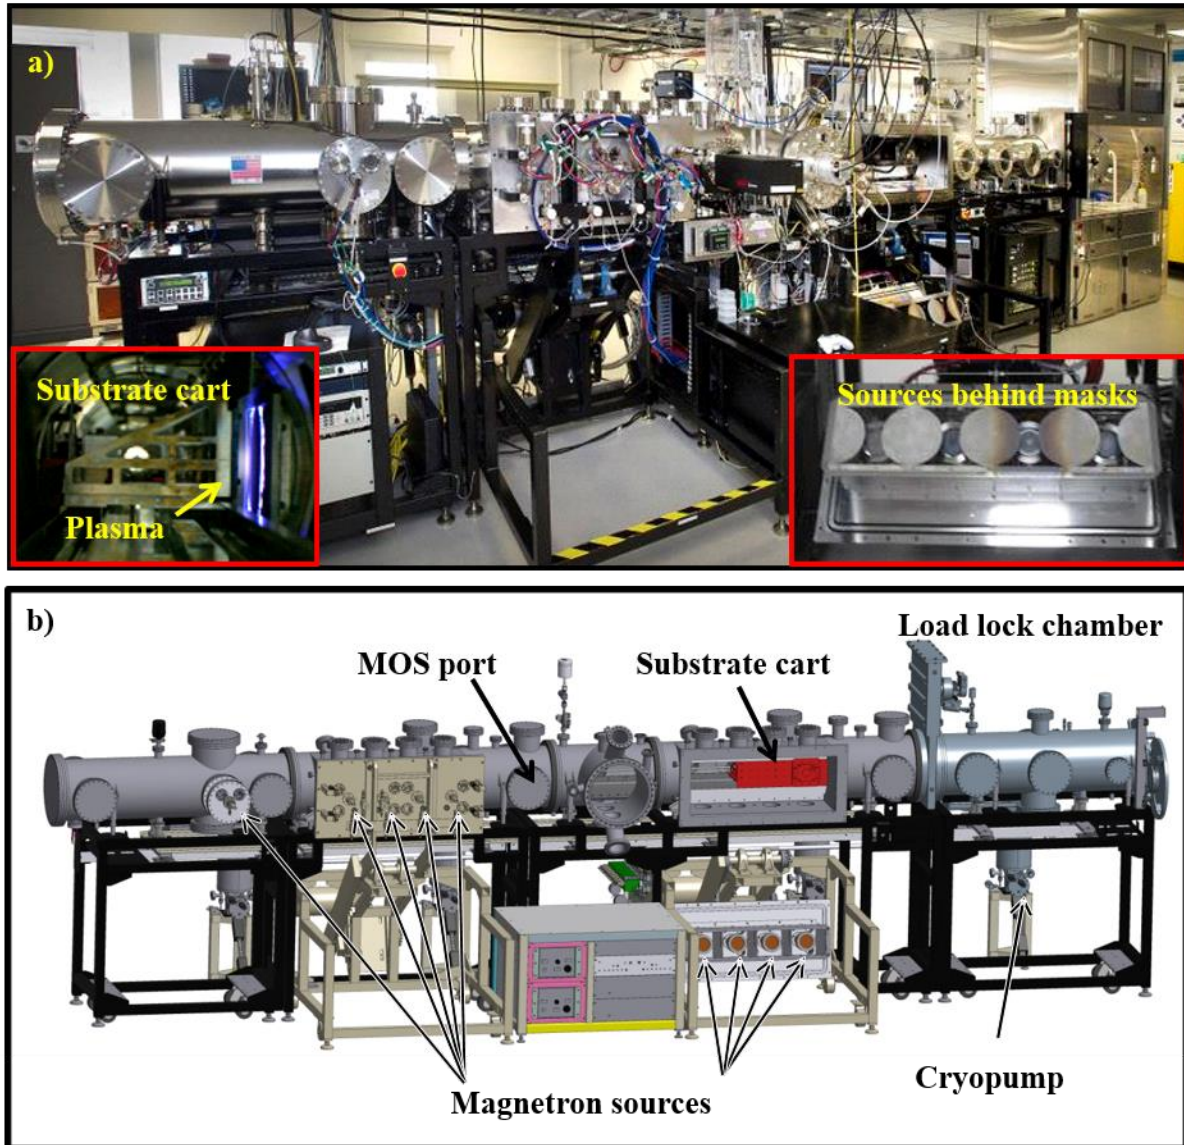 a)
Substrate cart
Plasma
Sources behind masks
b)
Load lock chamber
MOS port
Substrate cart
Cryopump
Magnetron sources